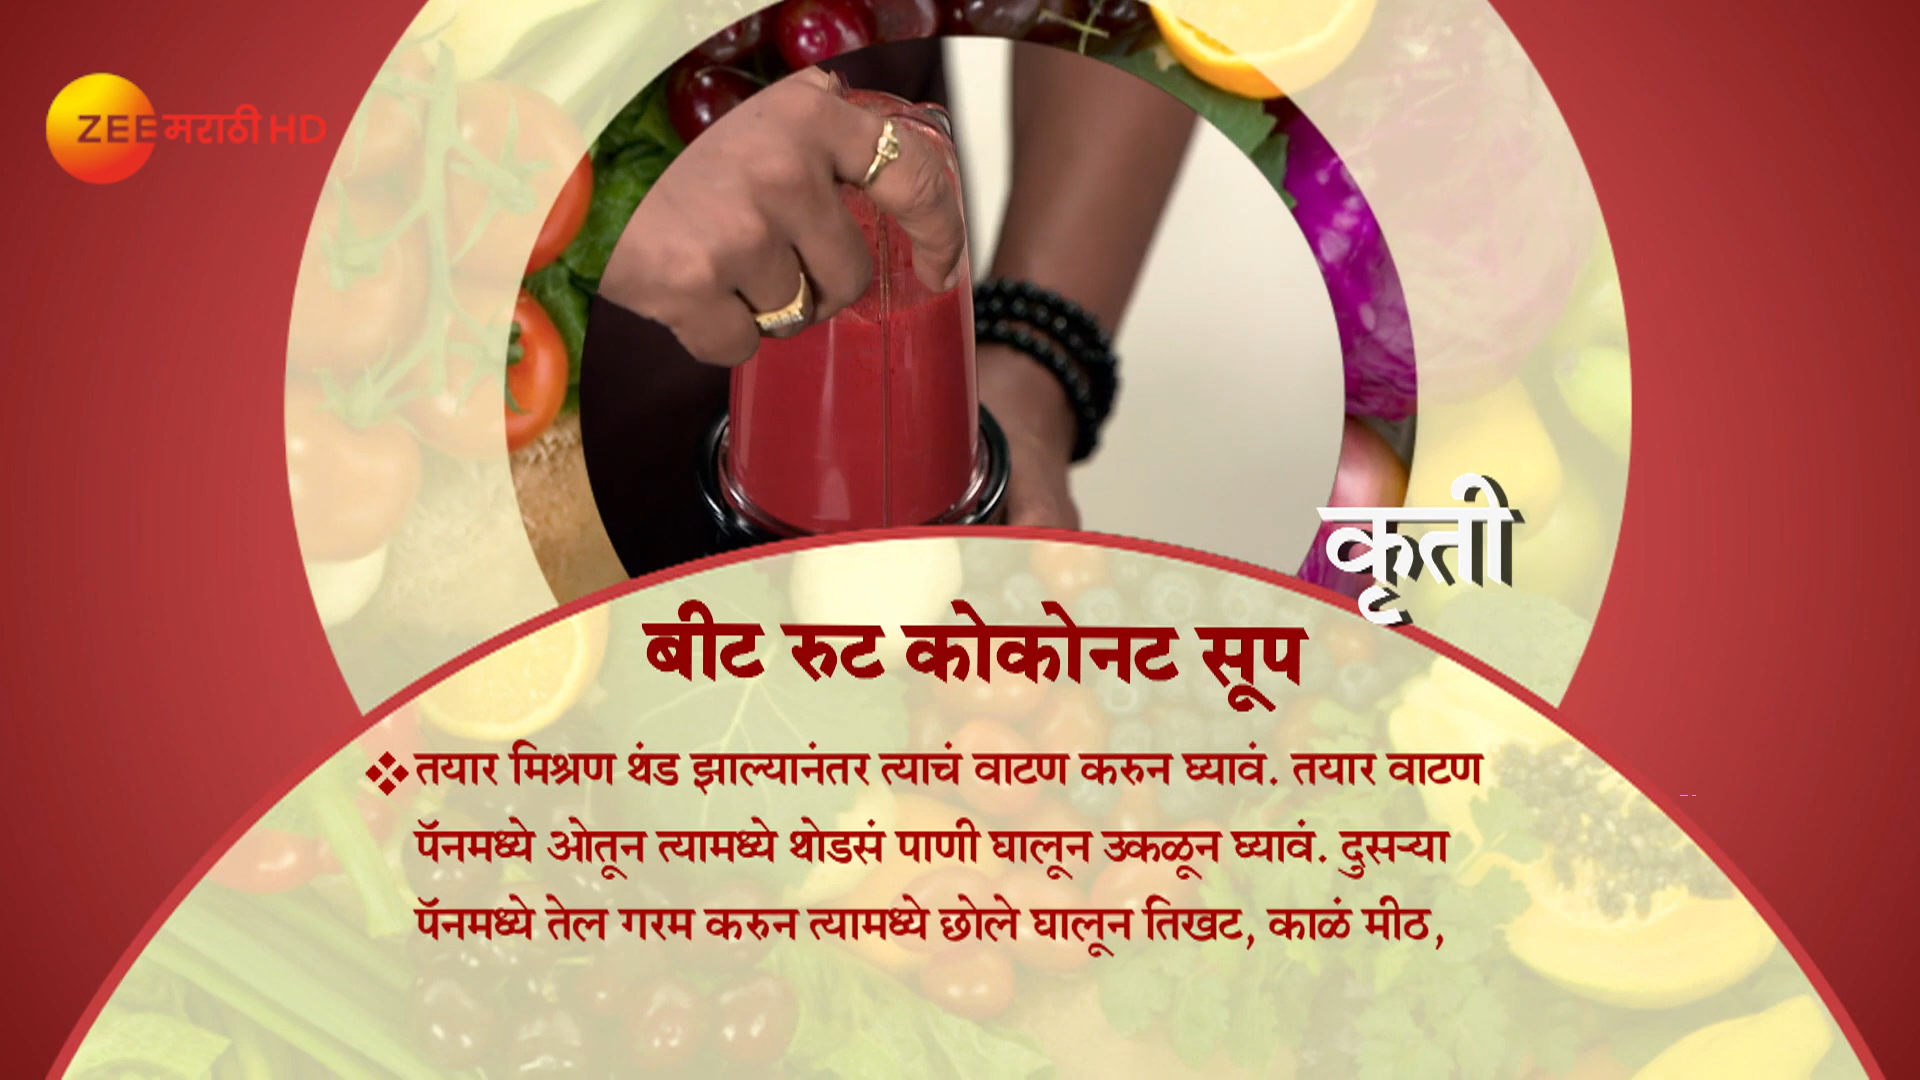 ZEE मराठी HD
कृती
बीट रुट कोकोनट सूप
❖ तयार मिश्रण थंड झाल्यानंतर त्याचं वाटण करुन घ्यावं. तयार वाटण
पॅनमध्ये ओतून त्यामध्ये थोडसं पाणी घालून उकळून घ्यावं. दुसऱ्या
पॅनमध्ये तेल गरम करुन त्यामध्ये छोले घालून तिखट, काळं मीठ,